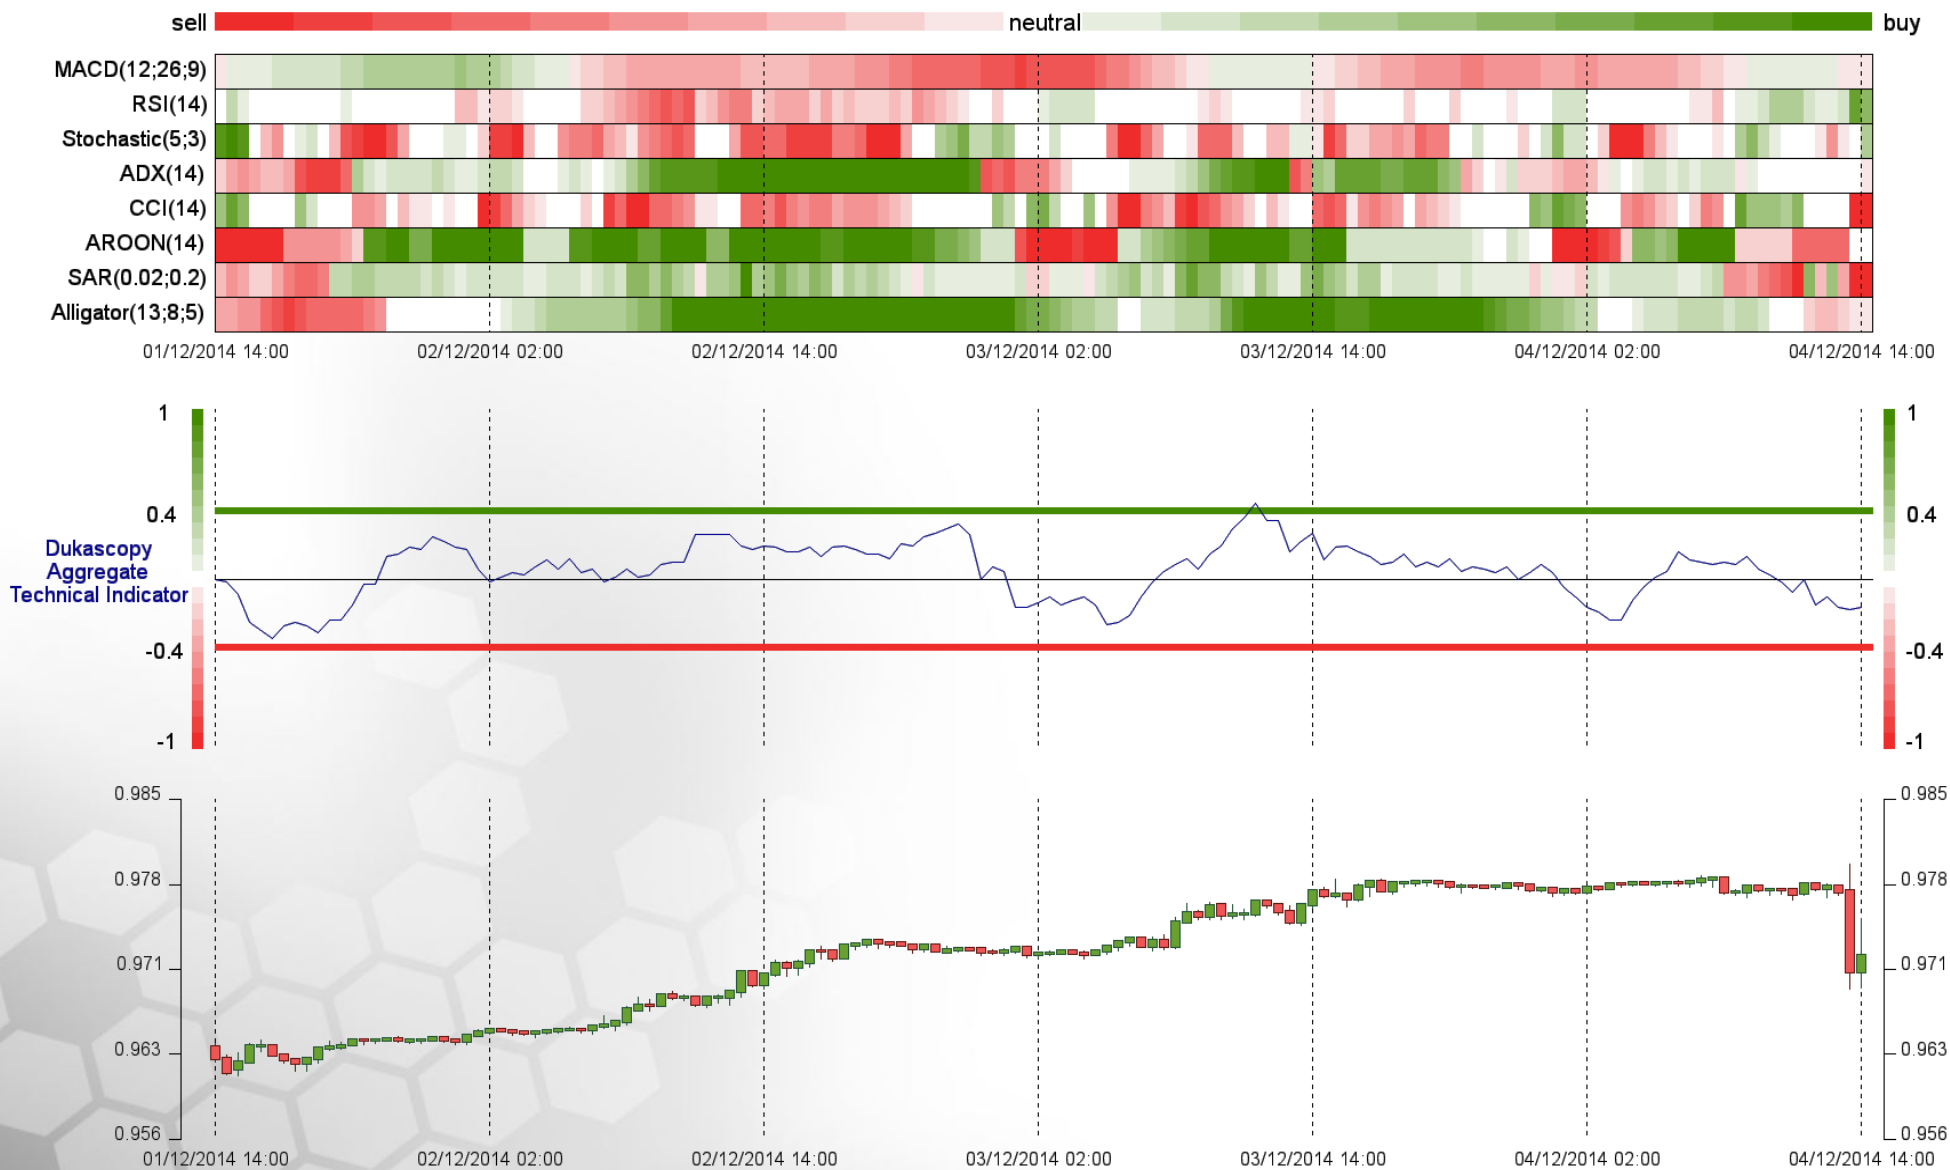 sell neutral buy
MACD(12;26;9)
RSI(14)
Stochastic(5;3)
ADX(14)
CCI(14)
AROON(14)
SAR(0.02;0.2)
Alligator(13;8;5)
01/12/2014 14:00 02/12/2014 02:00 02/12/2014 14:00 03/12/2014 02:00 03/12/2014 14:00 04/12/2014 02:00 04/12/2014 14:00
1 1
0.4 0.4
Dukascopy
Aggregate
Technical Indicator
-0.4 -0.4
-1 -1
0.985 0.985
0.978 0.978
0.971 0.971
0.963 0.963
0.956 0.956
01/12/2014 14:00 02/12/2014 02:00 02/12/2014 14:00 03/12/2014 02:00 03/12/2014 14:00 04/12/2014 02:00 04/12/2014 14:00